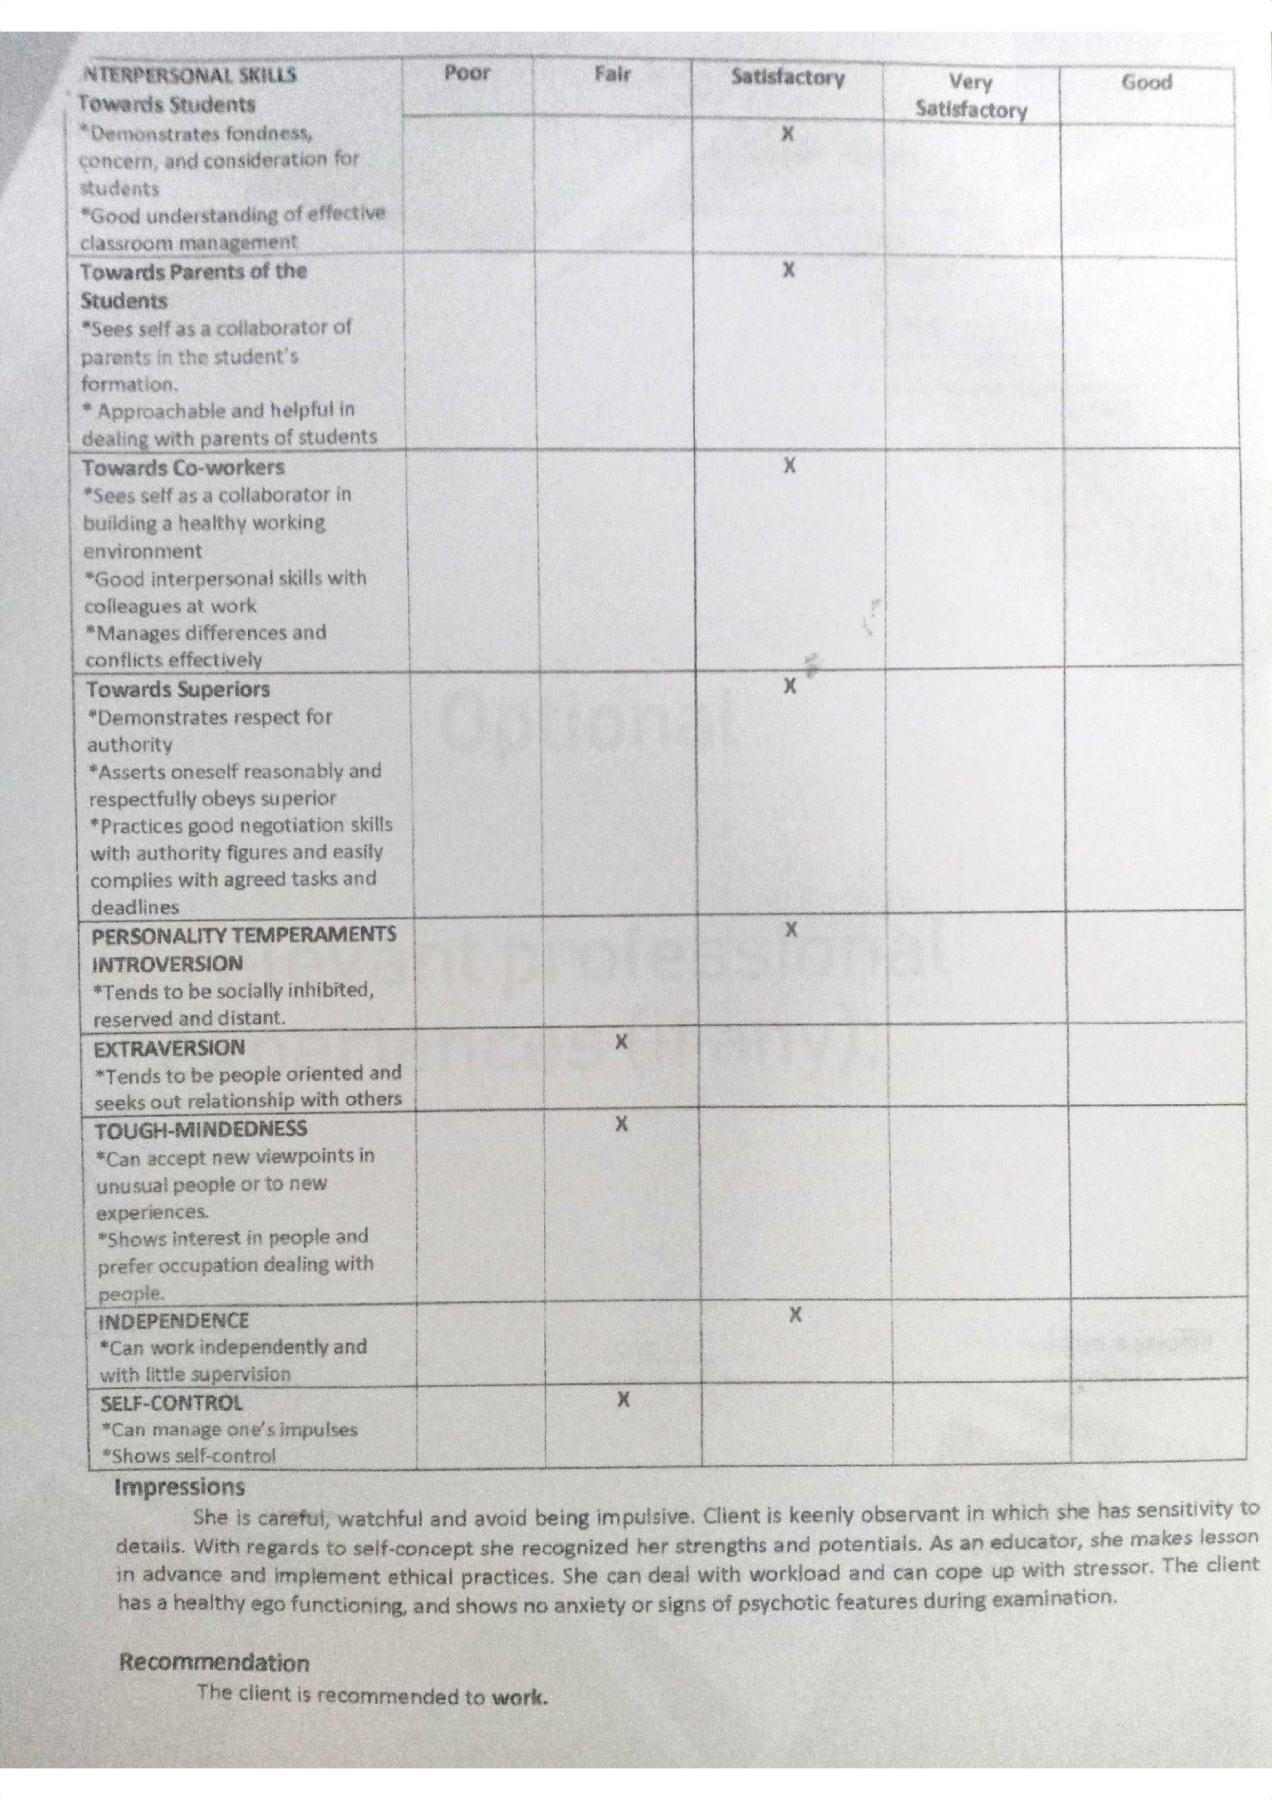 NTERPERSONAL SKILLS
Poor
Fair
Satisfactory
Very
Satisfactory
Good
Towards Students
*Demonstrates fondness,
concern, and consideration for
students
*Good understanding of effective
classroom management
X
Towards Parents of the
Students
*Sees self as a collaborator of
parents in the student's
formation.
* Approachable and helpful in
dealing with parents of students
X
Towards Co-workers
*Sees self as a collaborator in
building a healthy working
environment
*Good interpersonal skills with
colleagues at work
*Manages differences and
conflicts effectively
X
Towards Superiors
*Demonstrates respect for
authority
*Asserts oneself reasonably and
respectfully obeys superior
*Practices good negotiation skills
with authority figures and easily
complies with agreed tasks and
deadlines
X
Optional
PERSONALITY TEMPERAMENTS
INTROVERSION
*Tends to be socially inhibited,
reserved and distant.
X
professional
EXTRAVERSION
*Tends to be people oriented and
seeks out relationship with others
X
TOUGH-MINDEDNESS
*Can accept new viewpoints in
unusual people or to new
experiences.
*Shows interest in people and
prefer occupation dealing with
people.
X
INDEPENDENCE
*Can work independently and
with little supervision
X
SELF-CONTROL
*Can manage one's impulses
*Shows self-control
X
Impressions
She is careful, watchful and avoid being impulsive. Client is keenly observant in which she has sensitivity to
details. With regards to self-concept she recognized her strengths and potentials. As an educator, she makes lesson
in advance and implement ethical practices. She can deal with workload and can cope up with stressor. The client
has a healthy ego functioning, and shows no anxiety or signs of psychotic features during examination.
Recommendation
The client is recommended to work.